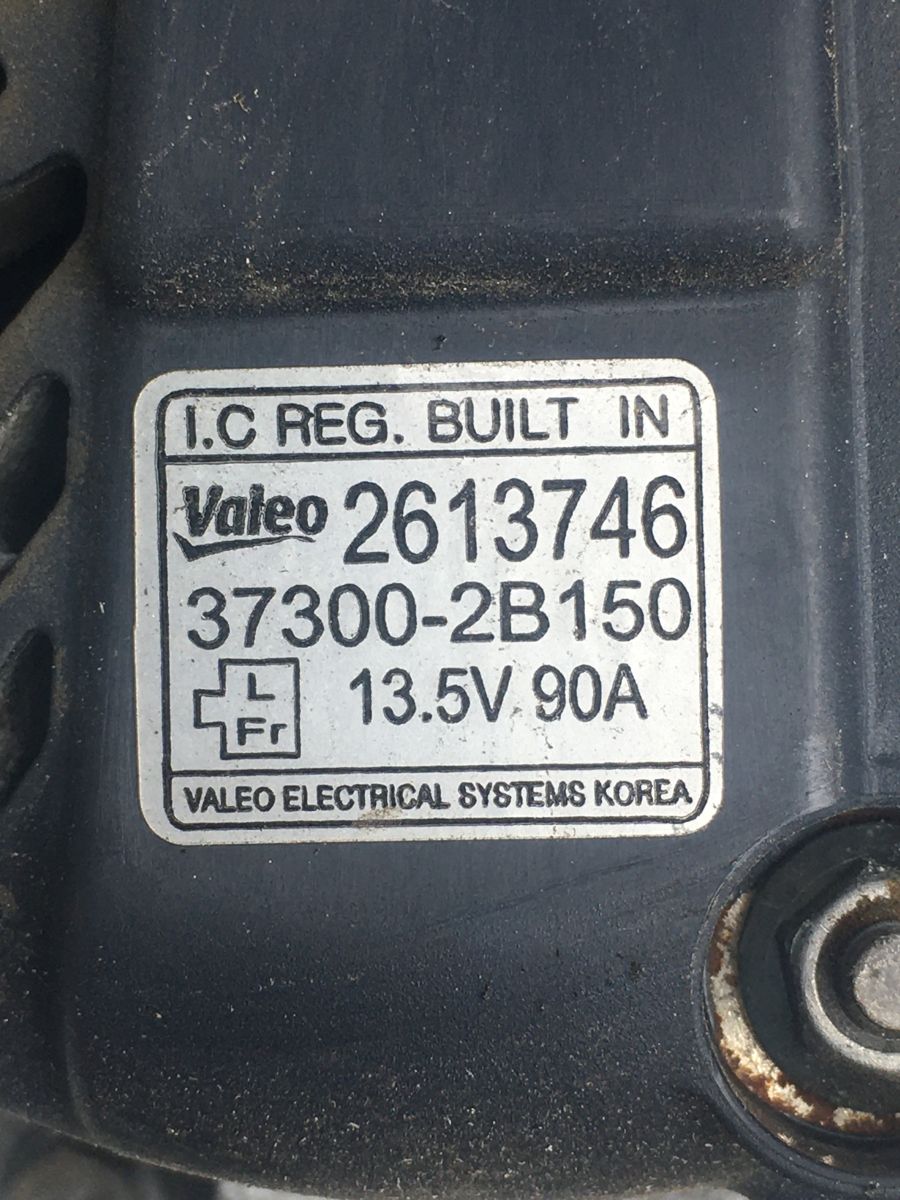 I.C REG. BUILT IN
Valeo 2613746
37300-2B150
L
Fr
13.5V 90A
VALEO ELECTRICAL SYSTEMS KOREA